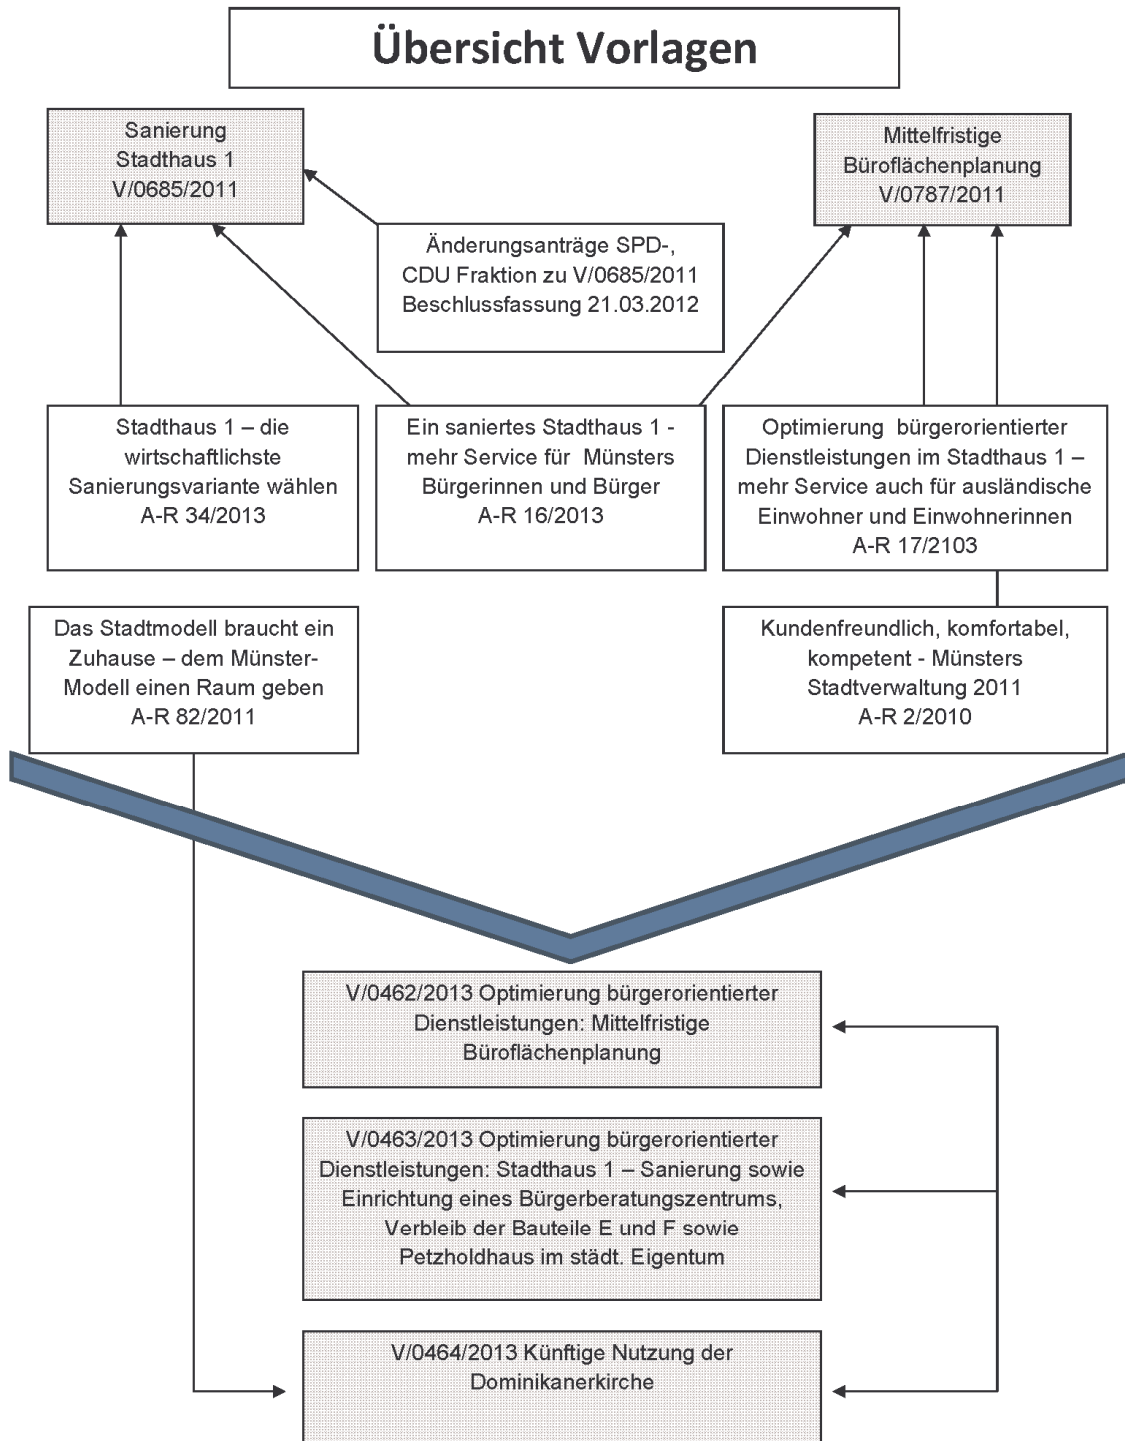 Übersicht Vorlagen
Sanierung
Stadthaus 1
V/0685/2011
Mittelfristige
Büroflächenplanung
V/0787/2011
Änderungsanträge SPD-,
CDU Fraktion zu V/0685/2011
Beschlussfassung 21.03.2012
Stadthaus 1 – die
wirtschaftlichste
Sanierungsvariante wählen
A-R 34/2013
Ein saniertes Stadthaus 1 -
mehr Service für Münsters
Bürgerinnen und Bürger
A-R 16/2013
Optimierung bürgerorientierter
Dienstleistungen im Stadthaus 1 –
mehr Service auch für ausländische
Einwohner und Einwohnerinnen
A-R 17/2103
Das Stadtmodell braucht ein
Zuhause – dem Münster-
Modell einen Raum geben
A-R 82/2011
Kundenfreundlich, komfortabel,
kompetent - Münsters
Stadtverwaltung 2011
A-R 2/2010
V/0462/2013 Optimierung bürgerorientierter
Dienstleistungen: Mittelfristige
Büroflächenplanung
V/0463/2013 Optimierung bürgerorientierter
Dienstleistungen: Stadthaus 1 – Sanierung sowie
Einrichtung eines Bürgerberatungszentrums,
Verbleib der Bauteile E und F sowie
Petzholdhaus im städt. Eigentum
V/0464/2013 Künftige Nutzung der
Dominikanerkirche